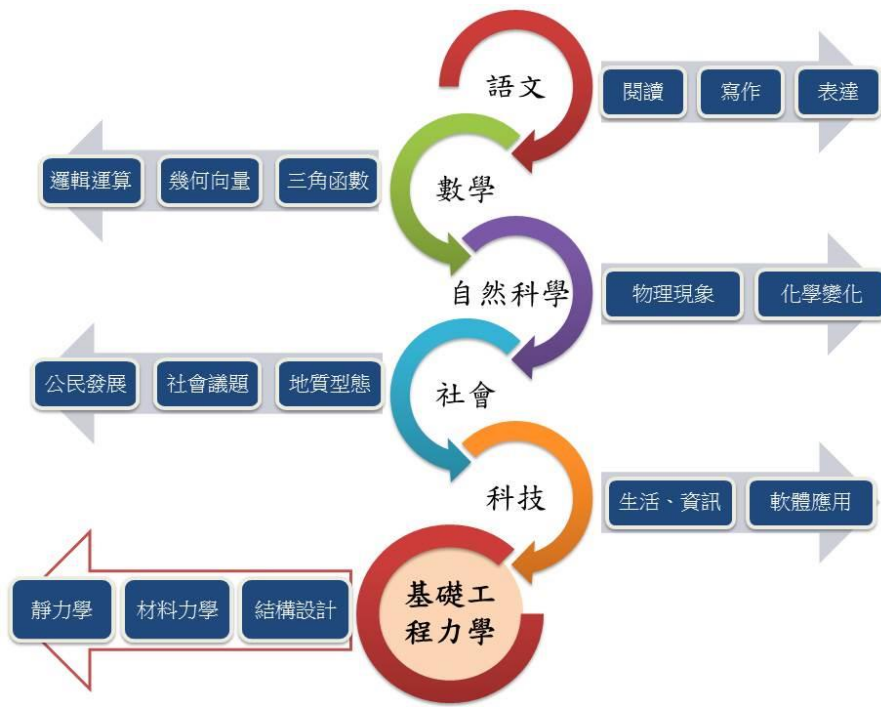 語文
閱讀
寫作
表達
邏輯運算
幾何向量
三角函數
數學
自然科學
物理現象
化學變化
公民發展
社會議題
地質型態
社會
科技
生活、資訊
軟體應用
靜力學
材料力學
結構設計
基礎工
程力學